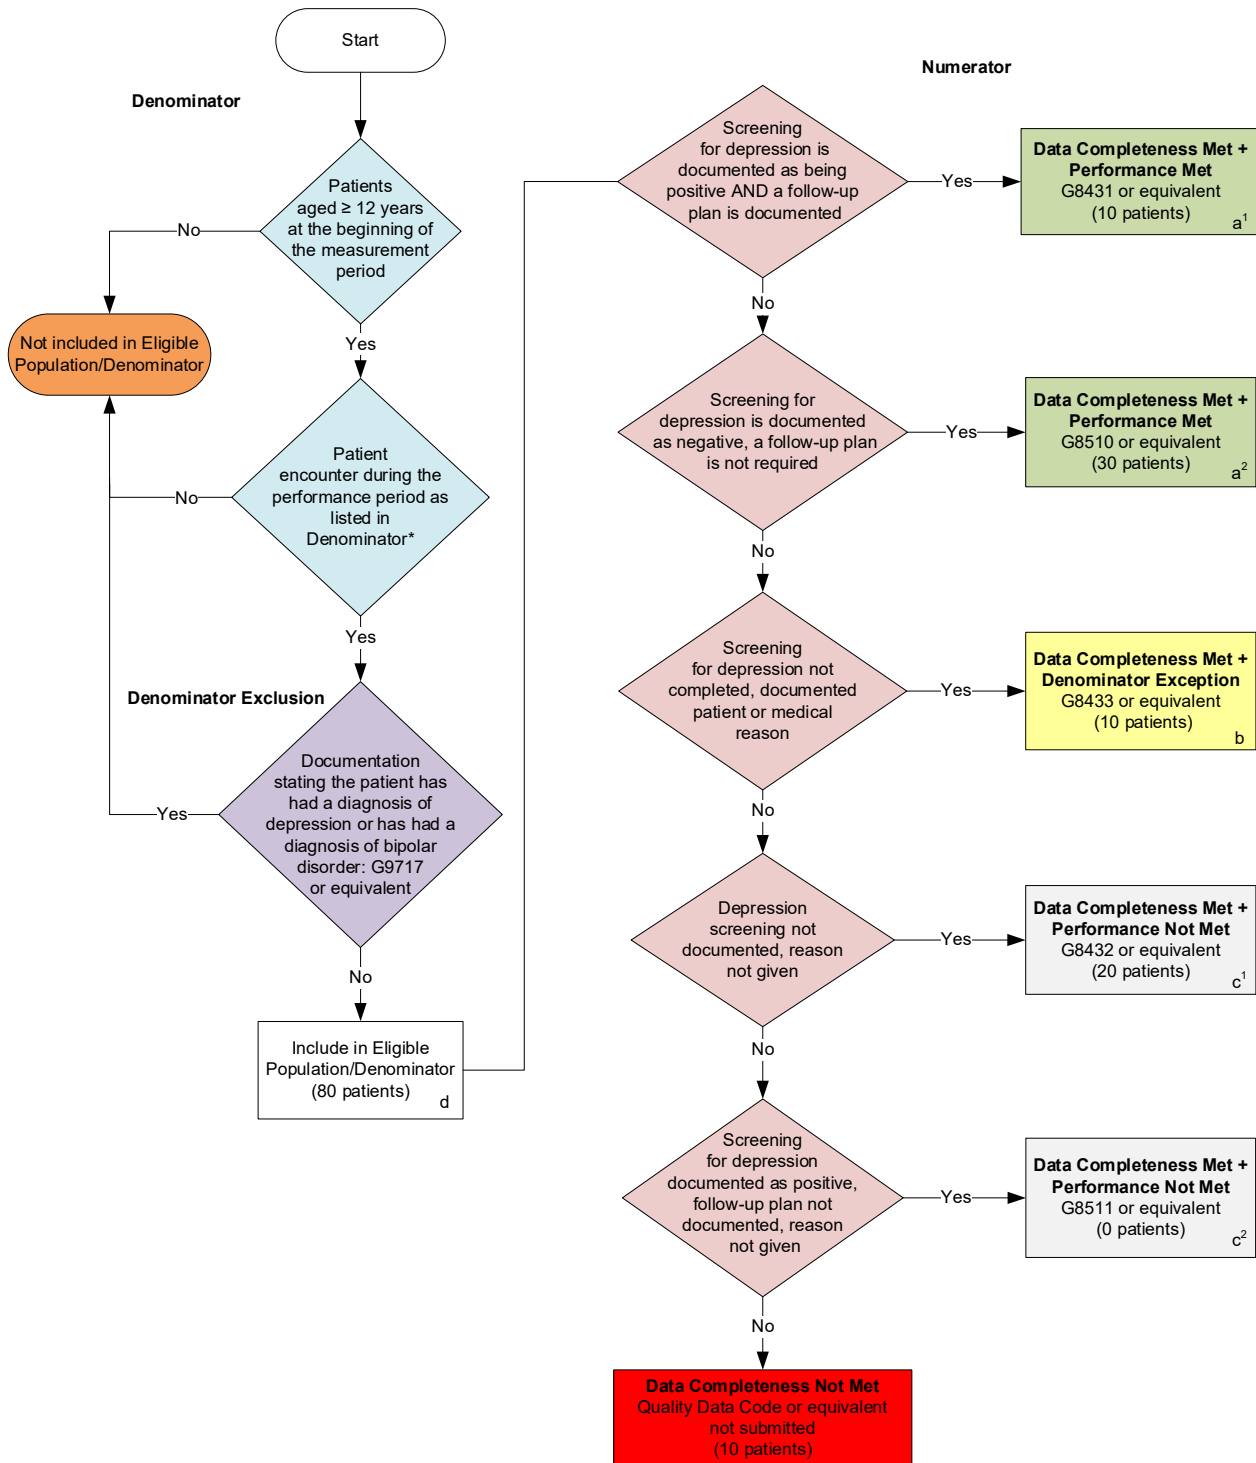 Start
Denominator
Patients
aged ≥ 12 years
at the beginning of
the measurement
period
No
Not included in Eligible
Population/Denominator
Yes
Patient
encounter during the
performance period as
listed in
Denominator*
No
Yes
Denominator Exclusion
Documentation
stating the patient has
had a diagnosis of
depression or has had a
diagnosis of bipolar
disorder: G9717
or equivalent
Yes
No
Include in Eligible
Population/Denominator
(80 patients)
d
Numerator
Screening
for depression is
documented as being
positive AND a follow-up
plan is documented
Yes
Data Completeness Met +
Performance Met
G8431 or equivalent
(10 patients)
a¹
No
Screening for
depression is documented
as negative, a follow-up plan
is not required
Yes
Data Completeness Met +
Performance Met
G8510 or equivalent
(30 patients)
a²
No
Screening
for depression not
completed, documented
patient or medical
reason
Yes
Data Completeness Met +
Denominator Exception
G8433 or equivalent
(10 patients)
b
No
Depression
screening not
documented, reason
not given
Yes
Data Completeness Met +
Performance Not Met
G8432 or equivalent
(20 patients)
c¹
No
Screening
for depression
documented as positive,
follow-up plan not
documented, reason
not given
Yes
Data Completeness Met +
Performance Not Met
G8511 or equivalent
(0 patients)
c²
No
Data Completeness Not Met
Quality Data Code or equivalent
not submitted
(10 patients)